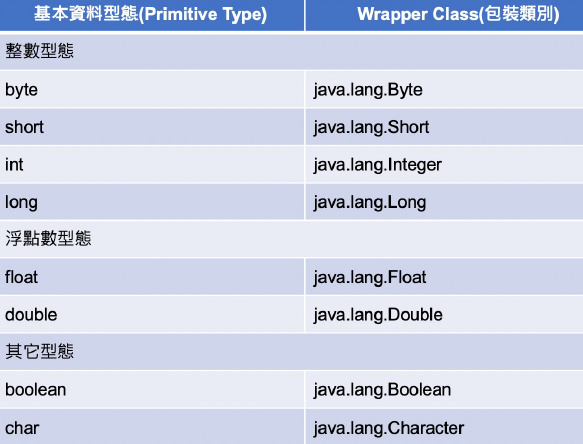 基本資料型態(Primitive Type) Wrapper Class(包裝類別)
整數型態
byte java.lang.Byte
short java.lang.Short
int java.lang.Integer
long java.lang.Long
浮點數型態
float java.lang.Float
double java.lang.Double
其它型態
boolean java.lang.Boolean
char java.lang.Character